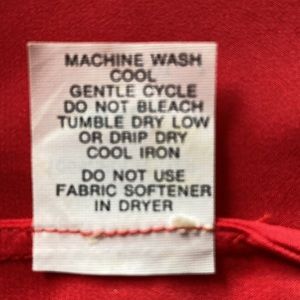 MACHINE WASH
COOL
GENTLE CYCLE
DO NOT BLEACH
TUMBLE DRY LOW
OR DRIP DRY
COOL IRON
DO NOT USE
FABRIC SOFTENER
IN DRYER